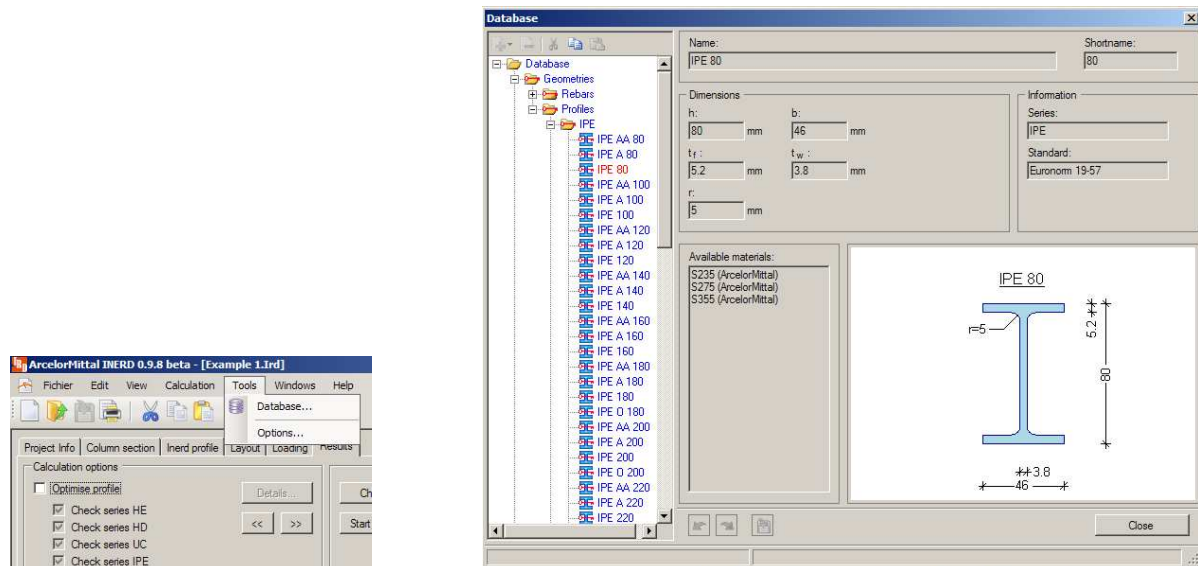 ArcelorMittal INERD 0.9.8 beta - [Example 1.Ird]
Fichier Edit View Calculation Tools Windows Help
Database...
Options...
Project Info Column section Inerd profile Layout Loading Results
Calculation options
Optimise profile
Details...
Check series HE
Check series HD
<< >> Start
Check series UC
Check series IPE
Database
Database
Geometries
Rebars
Profiles
IPE
IPE AA 80
IPE A 80
IPE 80
IPE AA 100
IPE A 100
IPE 100
IPE AA 120
IPE A 120
IPE 120
IPE AA 140
IPE A 140
IPE 140
IPE AA 160
IPE A 160
IPE 160
IPE AA 180
IPE A 180
IPE 180
IPE O 180
IPE AA 200
IPE A 200
IPE 200
IPE O 200
IPE AA 220
IPE A 220
IPE 220
Name: Shortname:
IPE 80 80
Dimensions
h: b:
80 mm 46 mm
tf : tw :
5.2 mm 3.8 mm
r:
5 mm
Information
Series:
IPE
Standard:
Euronorm 19-57
Available materials:
S235 (ArcelorMittal)
S275 (ArcelorMittal)
S355 (ArcelorMittal)
IPE 80
r=5
5.2
80
3.8
46
Close